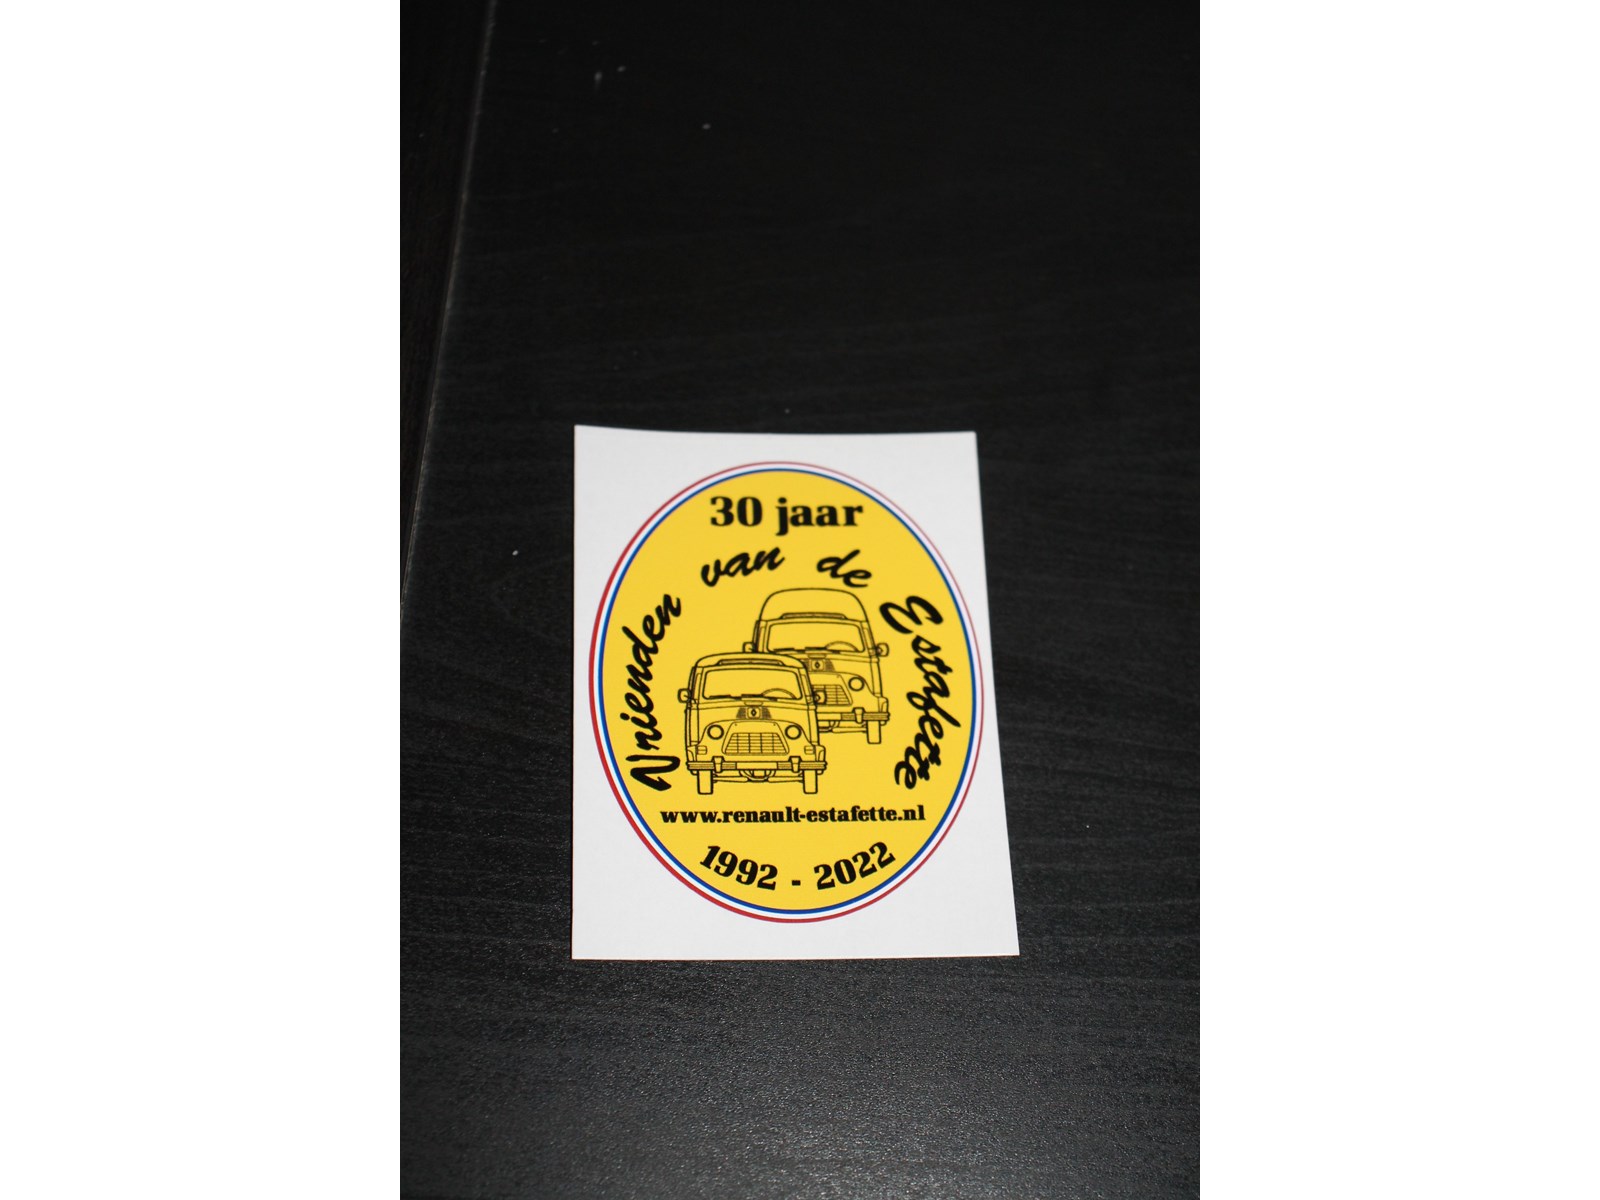 30 jaar
Vrienden van de Estafette
www.renault-estafette.nl
1992 - 2022